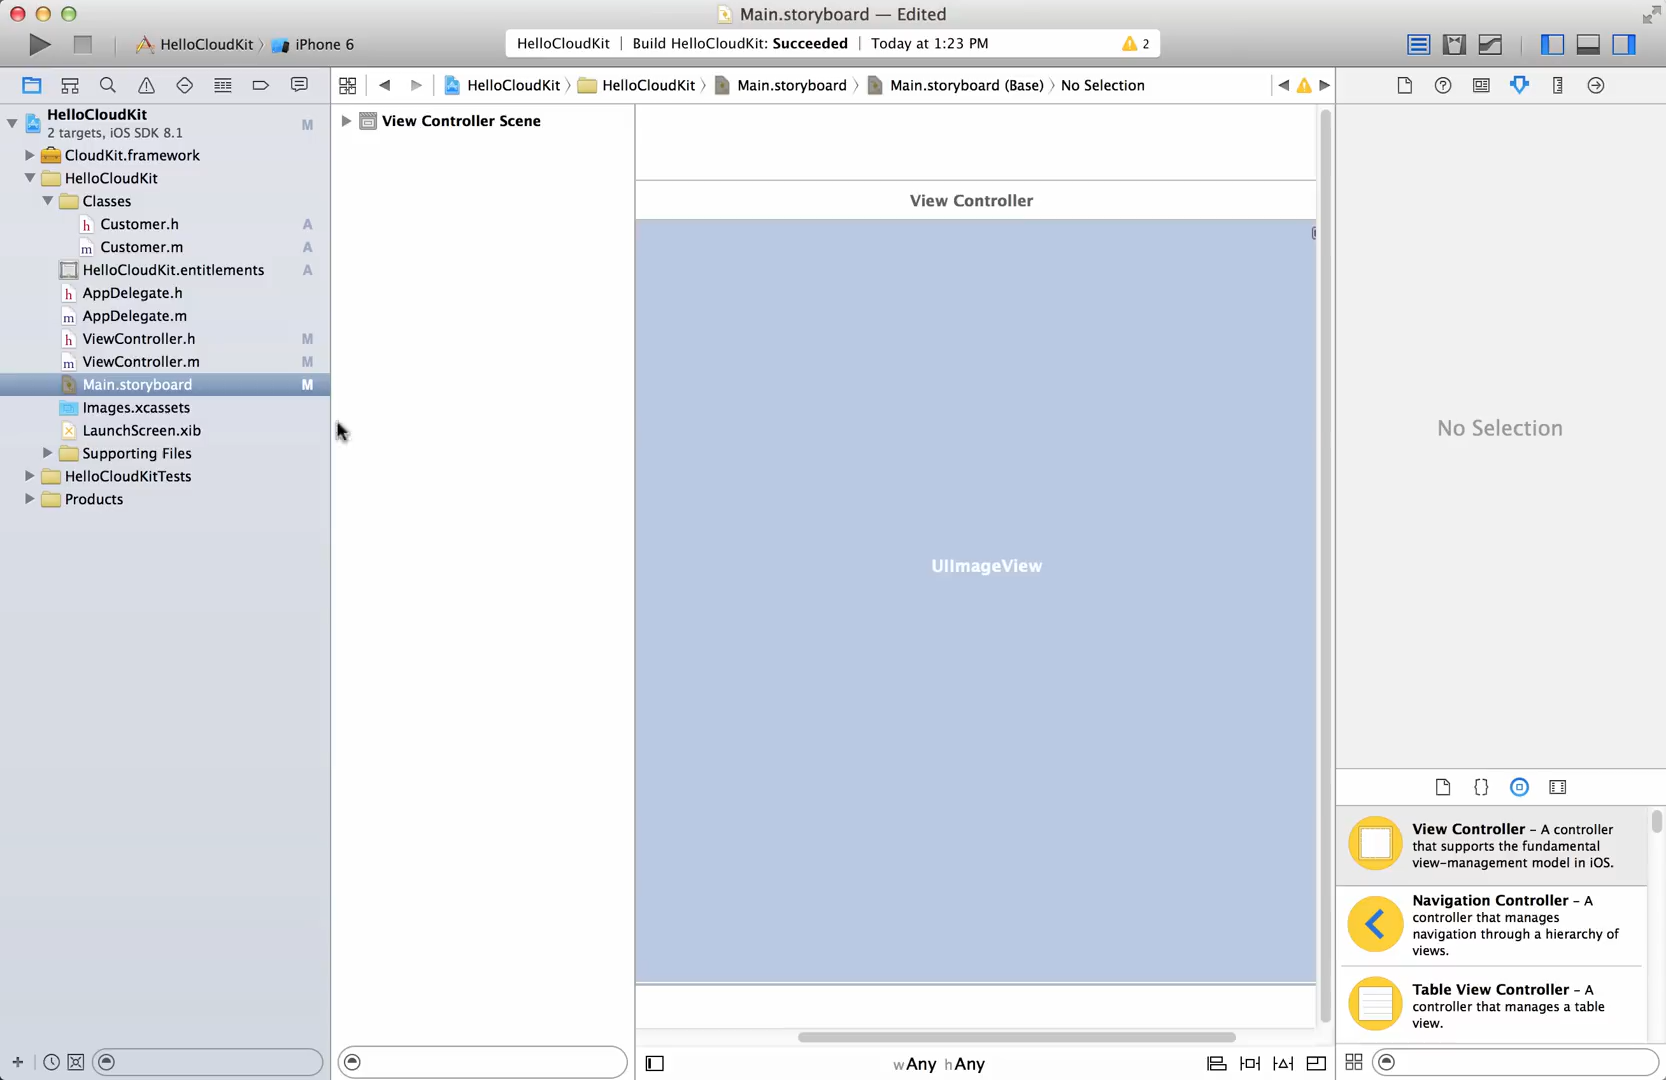 Main.storyboard — Edited
HelloCloudKit 〉 iPhone 6
HelloCloudKit | Build HelloCloudKit: Succeeded | Today at 1:23 PM 2
HelloCloudKit 〉 HelloCloudKit 〉 Main.storyboard 〉 Main.storyboard (Base) 〉 No Selection
HelloCloudKit
2 targets, iOS SDK 8.1 M
CloudKit.framework
HelloCloudKit
Classes
h Customer.h A
m Customer.m A
HelloCloudKit.entitlements A
h AppDelegate.h
m AppDelegate.m
h ViewController.h M
m ViewController.m M
Main.storyboard M
Images.xcassets
LaunchScreen.xib
Supporting Files
HelloCloudKitTests
Products
View Controller Scene
View Controller
UIImageView
wAny hAny
No Selection
View Controller – A controller
that supports the fundamental
view-management model in iOS.
Navigation Controller – A
controller that manages
navigation through a hierarchy of
views.
Table View Controller – A
controller that manages a table
view.